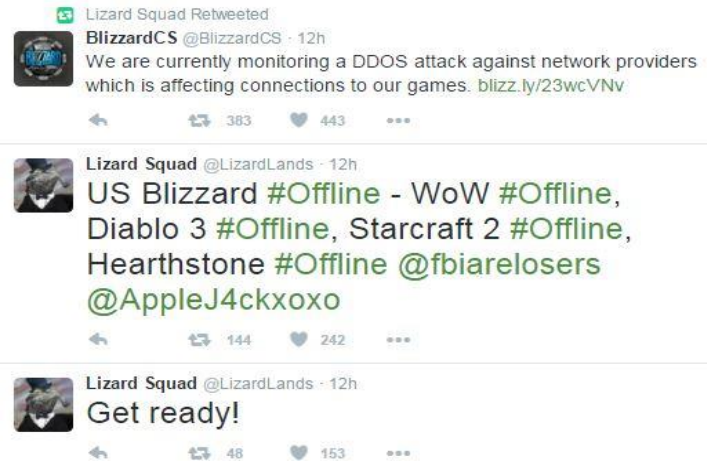 Lizard Squad Retweeted
BlizzardCS @BlizzardCS · 12h
We are currently monitoring a DDOS attack against network providers
which is affecting connections to our games. blizz.ly/23wcVNv
383 443
Lizard Squad @LizardLands · 12h
US Blizzard #Offline - WoW #Offline,
Diablo 3 #Offline, Starcraft 2 #Offline,
Hearthstone #Offline @fbiarelosers
@AppleJ4ckxoxo
144 242
Lizard Squad @LizardLands · 12h
Get ready!
48 153